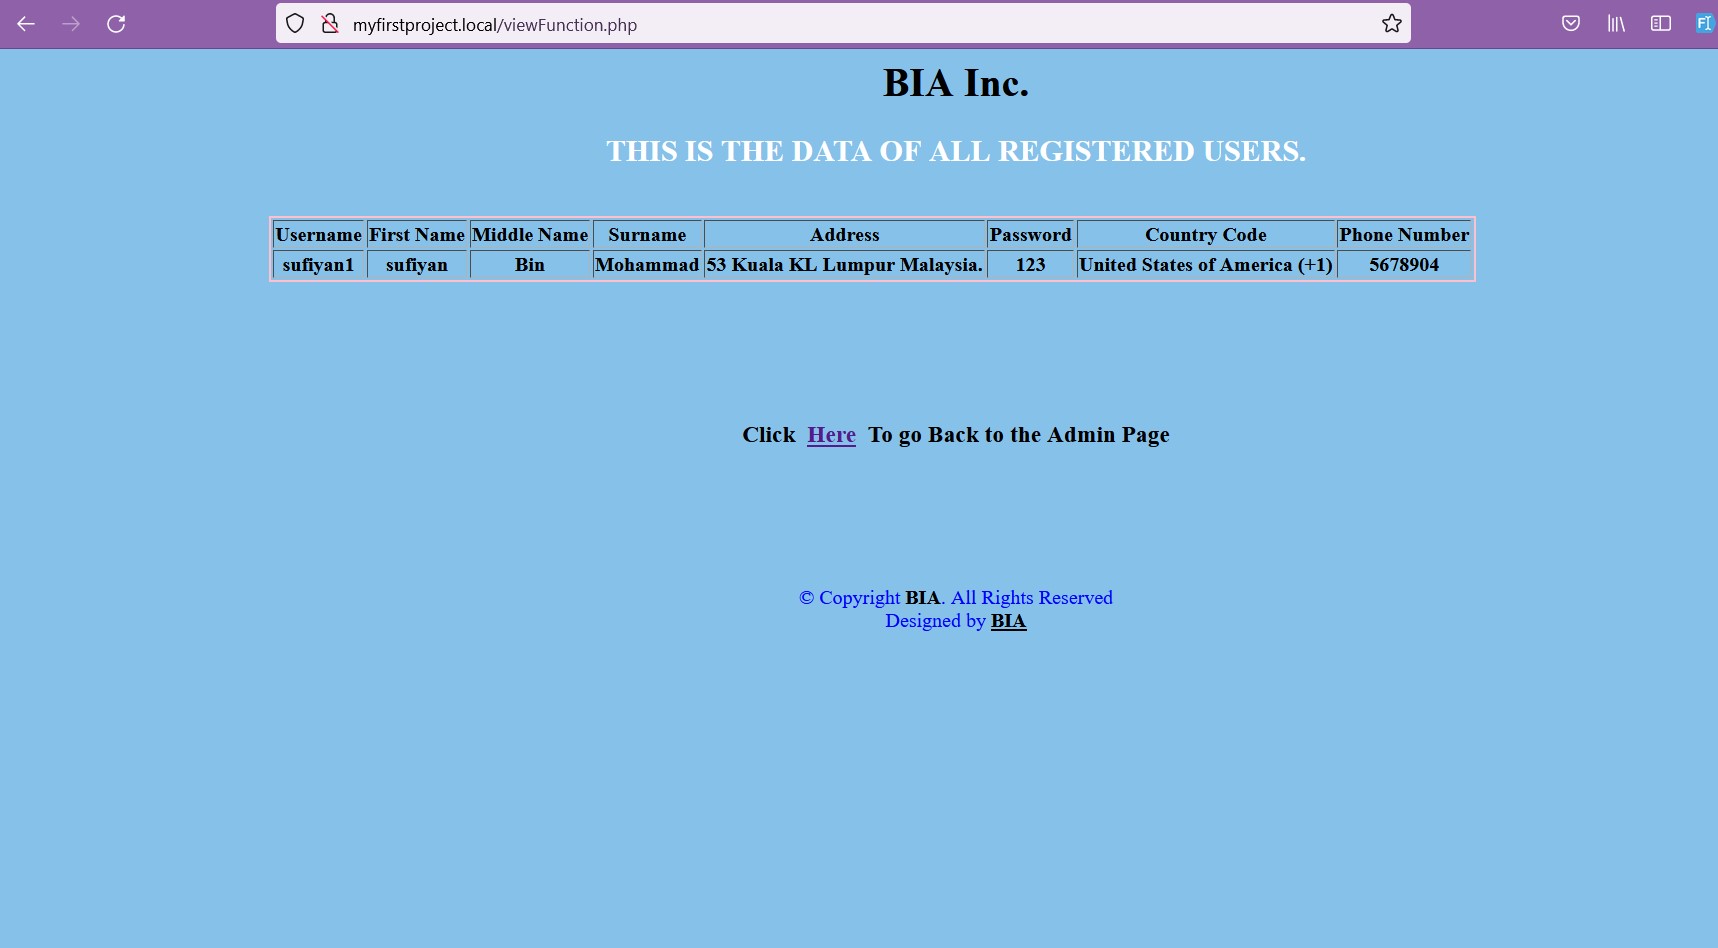 myfirstproject.local/viewFunction.php
BIA Inc.
THIS IS THE DATA OF ALL REGISTERED USERS.
Username First Name Middle Name Surname Address Password Country Code Phone Number
sufiyan1 sufiyan Bin Mohammad 53 Kuala KL Lumpur Malaysia. 123 United States of America (+1) 5678904
Click Here To go Back to the Admin Page
© Copyright BIA. All Rights Reserved
Designed by BIA